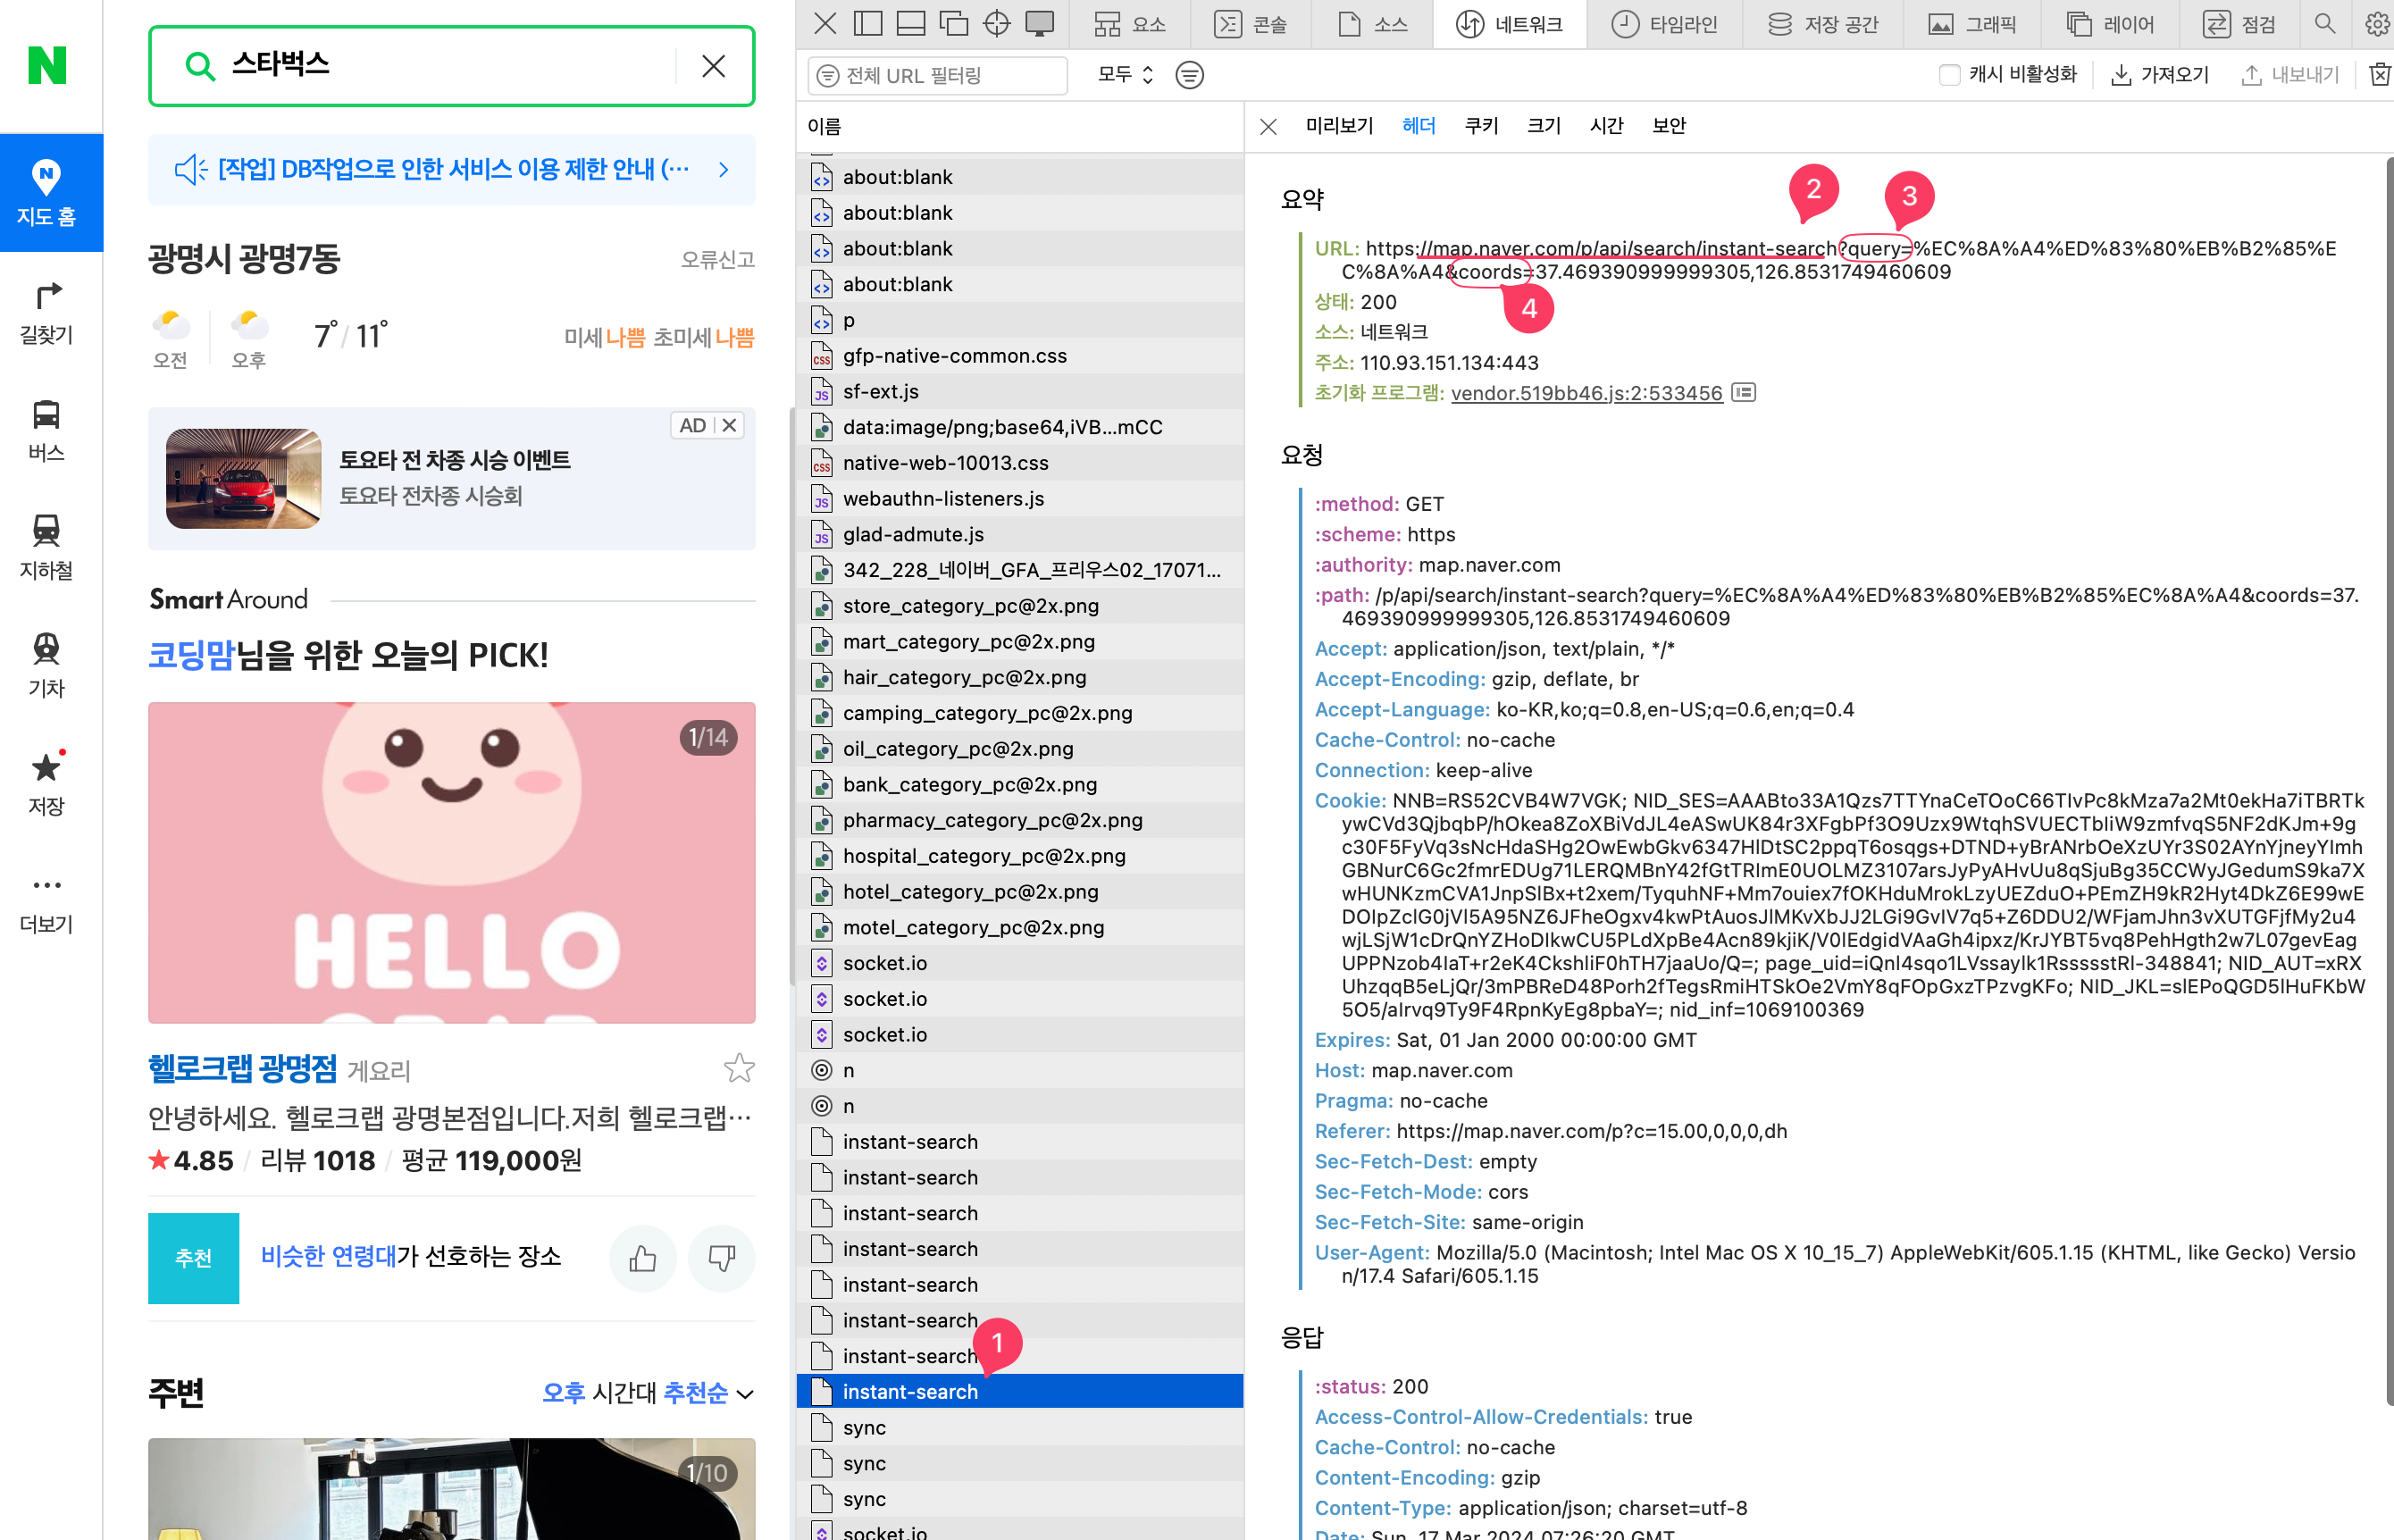 N
스타벅스
[작업] DB작업으로 인한 서비스 이용 제한 안내 (…
지도 홈
길찾기
버스
지하철
기차
저장
더보기
광명시 광명7동
오류신고
오전
오후
7° / 11°
미세 나쁨 초미세 나쁨
AD
토요타 전 차종 시승 이벤트
토요타 전차종 시승회
Smart Around
코딩맘님을 위한 오늘의 PICK!
1/14
HELLO
헬로크랩 광명점 게요리
안녕하세요. 헬로크랩 광명본점입니다.저희 헬로크랩…
4.85 / 리뷰 1018 / 평균 119,000원
추천
비슷한 연령대가 선호하는 장소
주변
오후 시간대 추천순
1/10
요소
콘솔
소스
네트워크
타임라인
저장 공간
그래픽
레이어
점검
전체 URL 필터링
모두
캐시 비활성화
가져오기
내보내기
이름
about:blank
about:blank
about:blank
about:blank
p
gfp-native-common.css
sf-ext.js
data:image/png;base64,iVB…mCC
native-web-10013.css
webauthn-listeners.js
glad-admute.js
342_228_네이버_GFA_프리우스02_17071…
store_category_pc@2x.png
mart_category_pc@2x.png
hair_category_pc@2x.png
camping_category_pc@2x.png
oil_category_pc@2x.png
bank_category_pc@2x.png
pharmacy_category_pc@2x.png
hospital_category_pc@2x.png
hotel_category_pc@2x.png
motel_category_pc@2x.png
socket.io
socket.io
socket.io
n
n
instant-search
instant-search
instant-search
instant-search
instant-search
instant-search
instant-search
1
instant-search
sync
sync
sync
socket.io
미리보기
헤더
쿠키
크기
시간
보안
요약
2
3
URL: https://map.naver.com/p/api/search/instant-search?query=%EC%8A%A4%ED%83%80%EB%B2%85%E
C%8A%A4&coords=37.469390999999305,126.8531749460609
4
상태: 200
소스: 네트워크
주소: 110.93.151.134:443
초기화 프로그램: vendor.519bb46.js:2:533456
요청
:method: GET
:scheme: https
:authority: map.naver.com
:path: /p/api/search/instant-search?query=%EC%8A%A4%ED%83%80%EB%B2%85%EC%8A%A4&coords=37.
469390999999305,126.8531749460609
Accept: application/json, text/plain, */*
Accept-Encoding: gzip, deflate, br
Accept-Language: ko-KR,ko;q=0.8,en-US;q=0.6,en;q=0.4
Cache-Control: no-cache
Connection: keep-alive
Cookie:
Expires: Sat, 01 Jan 2000 00:00:00 GMT
Host: map.naver.com
Pragma: no-cache
Referer: https://map.naver.com/p?c=15.00,0,0,0,dh
Sec-Fetch-Dest: empty
Sec-Fetch-Mode: cors
Sec-Fetch-Site: same-origin
User-Agent: Mozilla/5.0 (Macintosh; Intel Mac OS X 10_15_7) AppleWebKit/605.1.15 (KHTML, like Gecko) Versio
n/17.4 Safari/605.1.15
응답
:status: 200
Access-Control-Allow-Credentials: true
Cache-Control: no-cache
Content-Encoding: gzip
Content-Type: application/json; charset=utf-8
Date: Sun, 17 Mar 2024 07:26:20 GMT